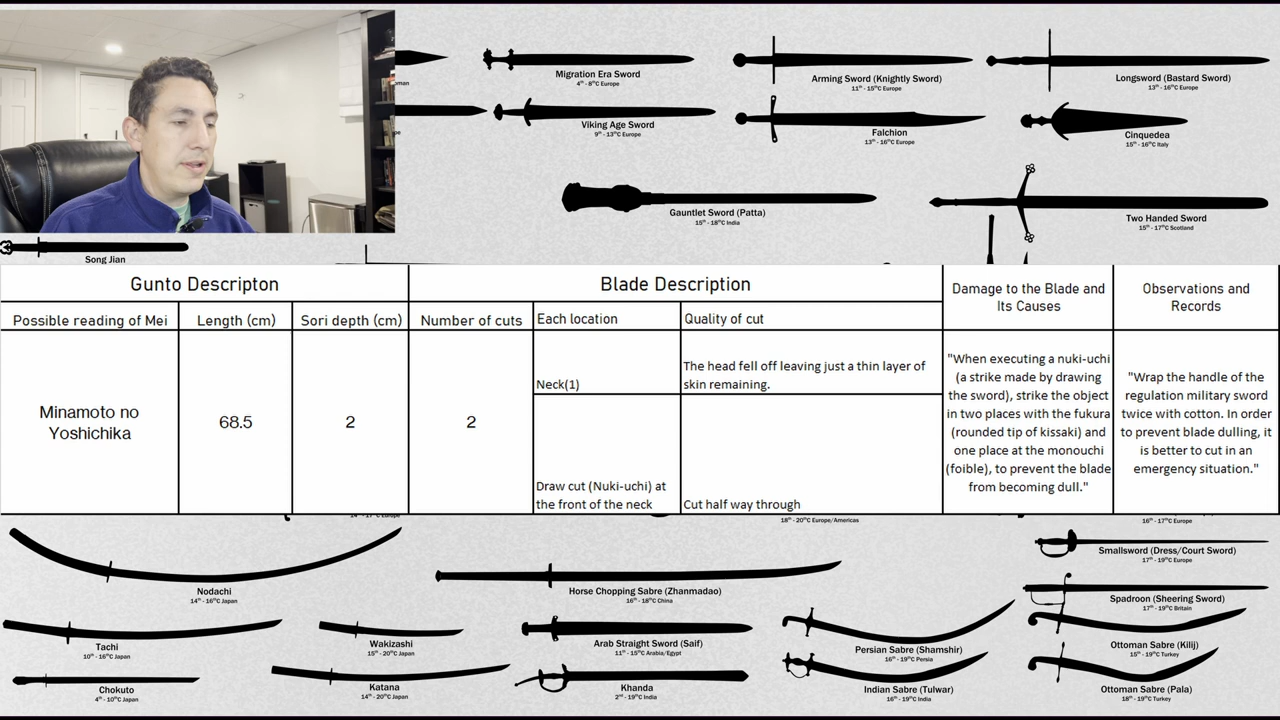 Migration Era Sword
4th - 8thC Europe
Arming Sword (Knightly Sword)
11th - 15thC Europe
Longsword (Bastard Sword)
13th - 16thC Europe
Viking Age Sword
9th - 13thC Europe
Falchion
13th - 16thC Europe
Cinquedea
15th - 16thC Italy
Gauntlet Sword (Patta)
15th - 18thC India
Two Handed Sword
15th - 17thC Scotland
Song Jian
Gunto Descripton
Blade Description
Damage to the Blade and
Its Causes
Observations and
Records
Possible reading of Mei
Length (cm)
Sori depth (cm)
Number of cuts
Each location
Quality of cut
Minamoto no
Yoshichika
68.5
2
2
Neck(1)
The head fell off leaving just a thin layer of
skin remaining.
Draw cut (Nuki-uchi) at
the front of the neck
Cut half way through
"When executing a nuki-uchi
(a strike made by drawing
the sword), strike the object
in two places with the fukura
(rounded tip of kissaki) and
one place at the monouchi
(foible), to prevent the blade
from becoming dull."
"Wrap the handle of the
regulation military sword
twice with cotton. In order
to prevent blade dulling, it
is better to cut in an
emergency situation."
18th - 20thC Europe/Americas
16th - 17thC Europe
Smallsword (Dress/Court Sword)
17th - 19thC Europe
Nodachi
14th - 16thC Japan
Horse Chopping Sabre (Zhanmadao)
16th - 18thC China
Spadroon (Sheering Sword)
17th - 19thC Britain
Tachi
10th - 16thC Japan
Wakizashi
15th - 20thC Japan
Arab Straight Sword (Saif)
11th - 15thC Arabia/Egypt
Persian Sabre (Shamshir)
16th - 19thC Persia
Ottoman Sabre (Kilij)
15th - 19thC Turkey
Chokuto
4th - 10thC Japan
Katana
14th - 20thC Japan
Khanda
2nd - 19thC India
Indian Sabre (Tulwar)
16th - 19thC India
Ottoman Sabre (Pala)
18th - 19thC Turkey